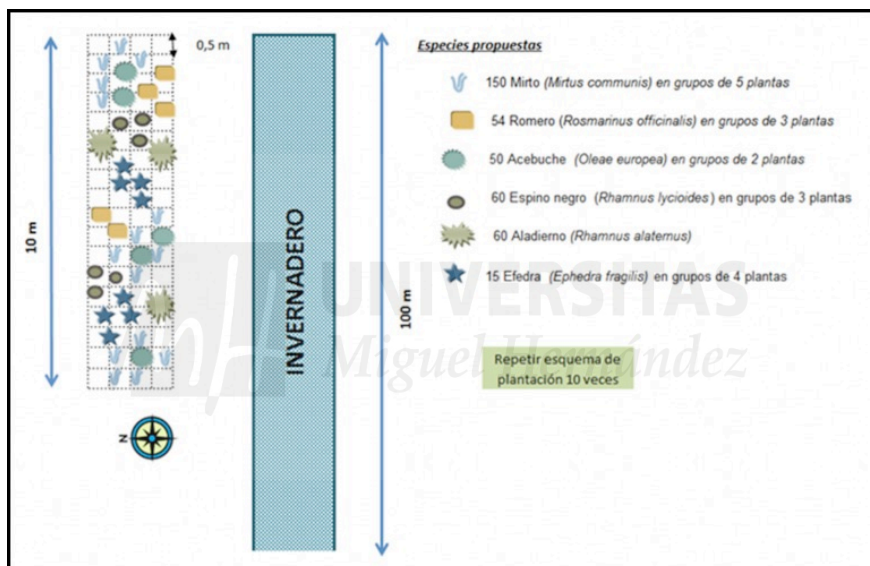 0,5 m
10 m
N
INVERNADERO
100 m
Especies propuestas
150 Mirto (Mirtus communis) en grupos de 5 plantas
54 Romero (Rosmarinus officinalis) en grupos de 3 plantas
50 Acebuche (Oleae europea) en grupos de 2 plantas
60 Espino negro (Rhamnus lycioides) en grupos de 3 plantas
60 Aladierno (Rhamnus alaternus)
15 Efedra (Ephedra fragilis) en grupos de 4 plantas
UNIVERSITAS
Miguel Hernández
Repetir esquema de
plantación 10 veces